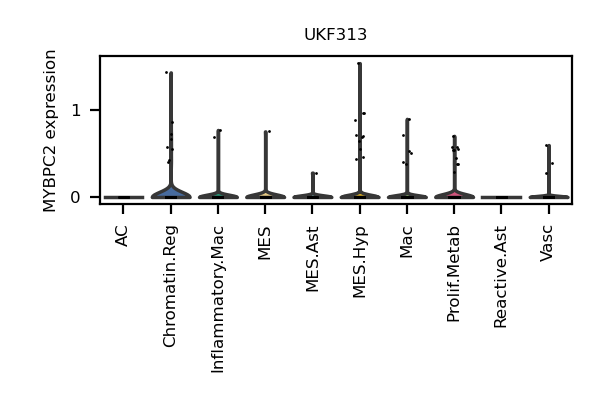 UKF313
MYBPC2 expression
1
0
AC
Chromatin.Reg
Inflammatory.Mac
MES
MES.Ast
MES.Hyp
Mac
Prolif.Metab
Reactive.Ast
Vasc